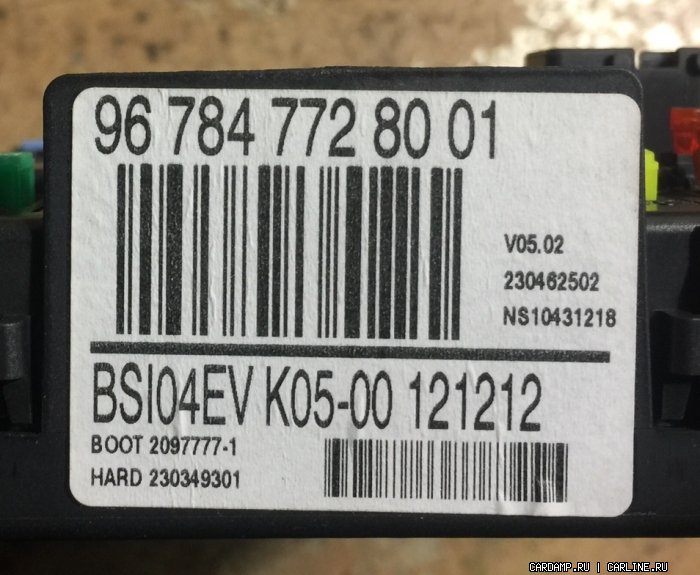 96 784 772 80 01
V05.02
230462502
NS10431218
BSI04EV K05-00 121212
BOOT 2097777-1
HARD 230349301
CARDAMP.RU | CARLINE.RU